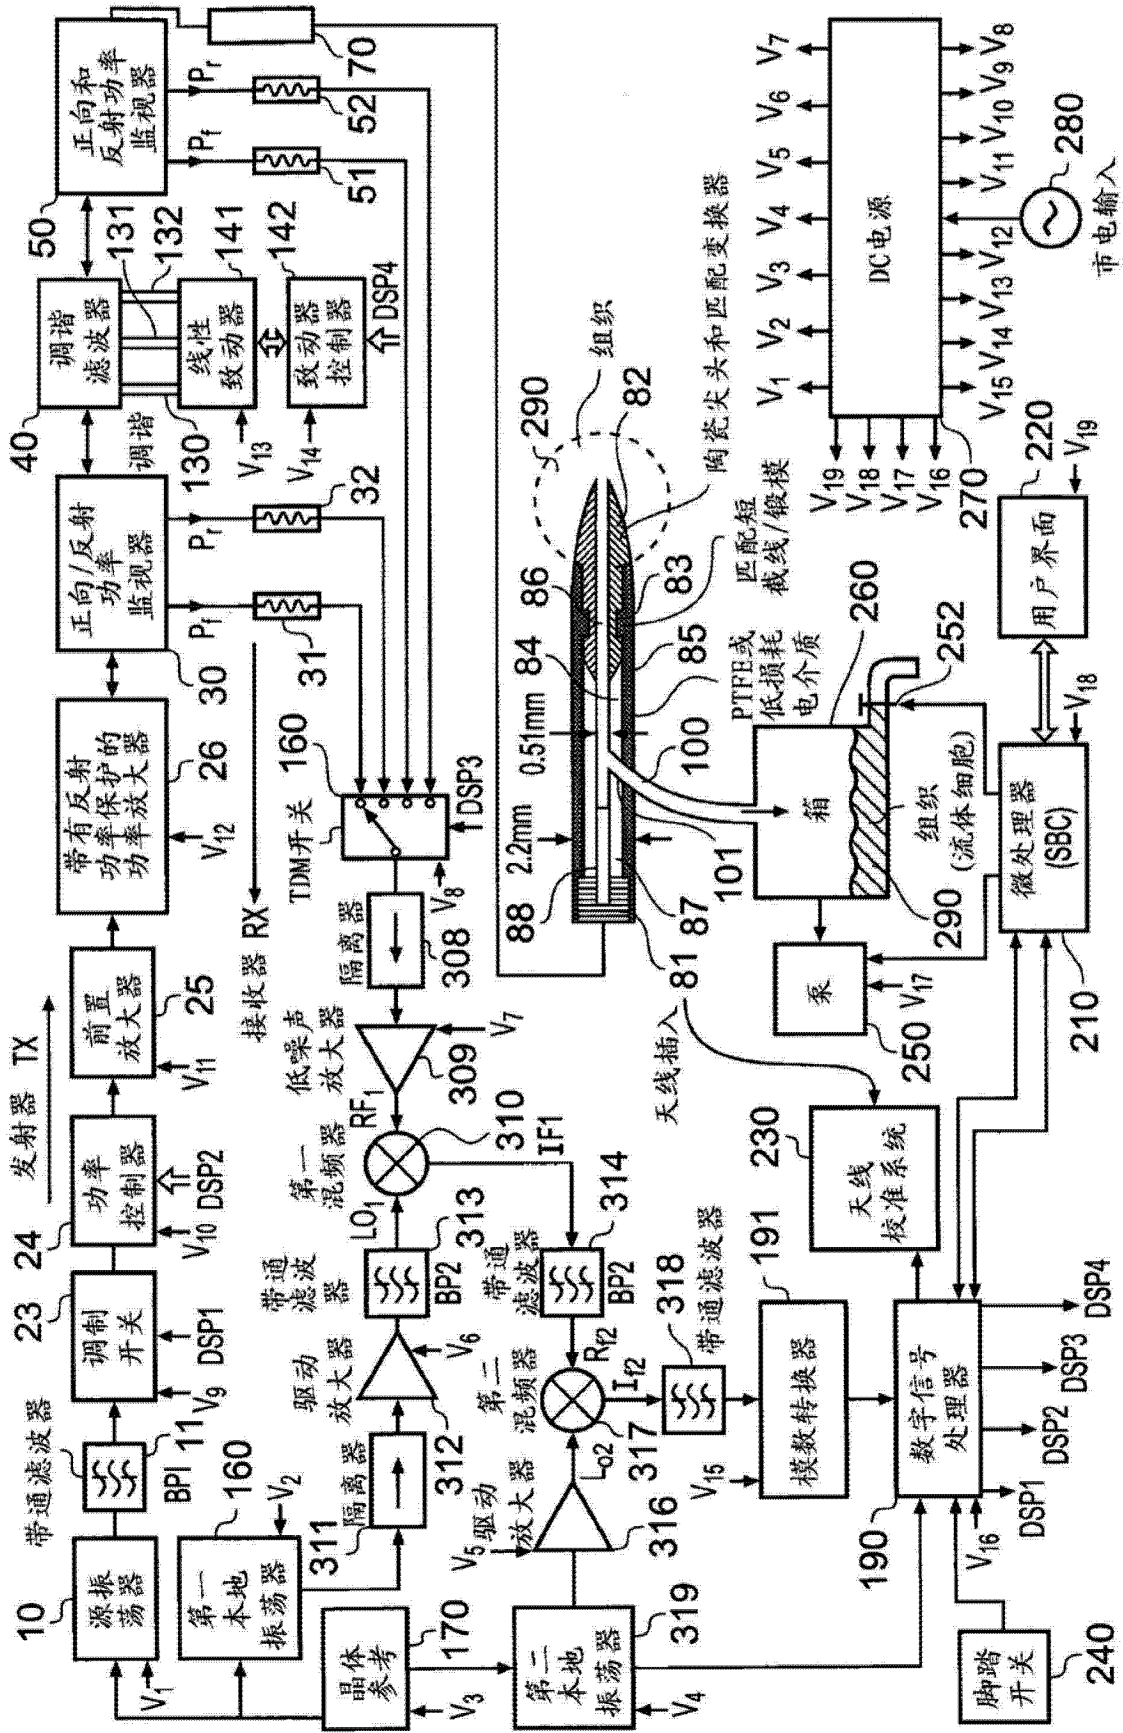 发射器 TX
接收器 RX
10
源振
荡器
V1
带通滤波器
BPI
11
23
调制
开关
V9
DSP1
24
功率
控制器
V10
DSP2
前置
放大器
25
V11
带有反射
功率保护的
功率放大器
26
V12
正向/反射
功率
监视器
30
Pf
Pr
31
32
40
调谐
滤波器
调谐
130
131
132
线性
致动器
141
V13
致动器
控制器
142
V14
DSP4
50
正向和
反射功率
监视器
Pf
Pr
51
52
70
160
第一
本地
振荡器
V2
311
隔离器
312
驱动
放大器
V6
带通
滤波
器
313
BP2
LO1
第一
混频器
310
RF1
IF1
低噪声
放大器
309
V7
隔离器
308
TDM开关
160
V8
DSP3
晶体
参考
170
V3
第二
本地
振荡器
319
V4
V5
驱动
放大器
316
Lo2
第二
混频器
317
Rf2
If2
带通
滤波器
314
BP2
318
带通滤波器
模数转换器
191
V15
190
数字信号
处理器
V16
DSP1
DSP2
DSP3
DSP4
脚踏
开关
240
230
天线
校准系统
天线插入
81
88
87
2.2mm
0.51mm
101
100
84
86
85
83
82
290
组织
陶瓷尖头和匹配变换器
匹配短
截线/锻模
PTFE或
低损耗
电介质
260
箱
252
290
组织
(流体细胞)
泵
250
V17
微处理器
(SBC)
210
V18
用户界面
220
V19
DC电源
270
V1
V2
V3
V4
V5
V6
V7
V8
V9
V10
V11
V12
V13
V14
V15
V16
V17
V18
V19
280
市电输入